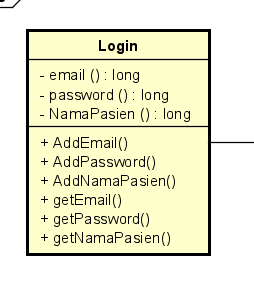 Login
- email () : long
- password () : long
- NamaPasien () : long
+ AddEmail()
+ AddPassword()
+ AddNamaPasien()
+ getEmail()
+ getPassword()
+ getNamaPasien()